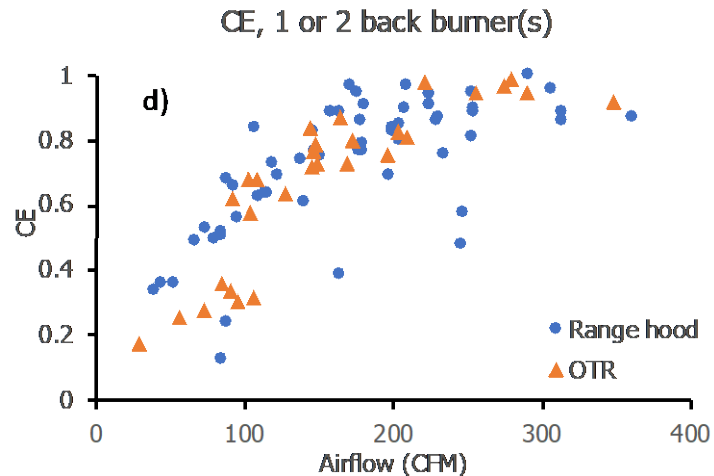 CE, 1 or 2 back burner(s)
d)
1
0.8
0.6
0.4
0.2
0
CE
0
100
200
300
400
Airflow (CFM)
Range hood
OTR